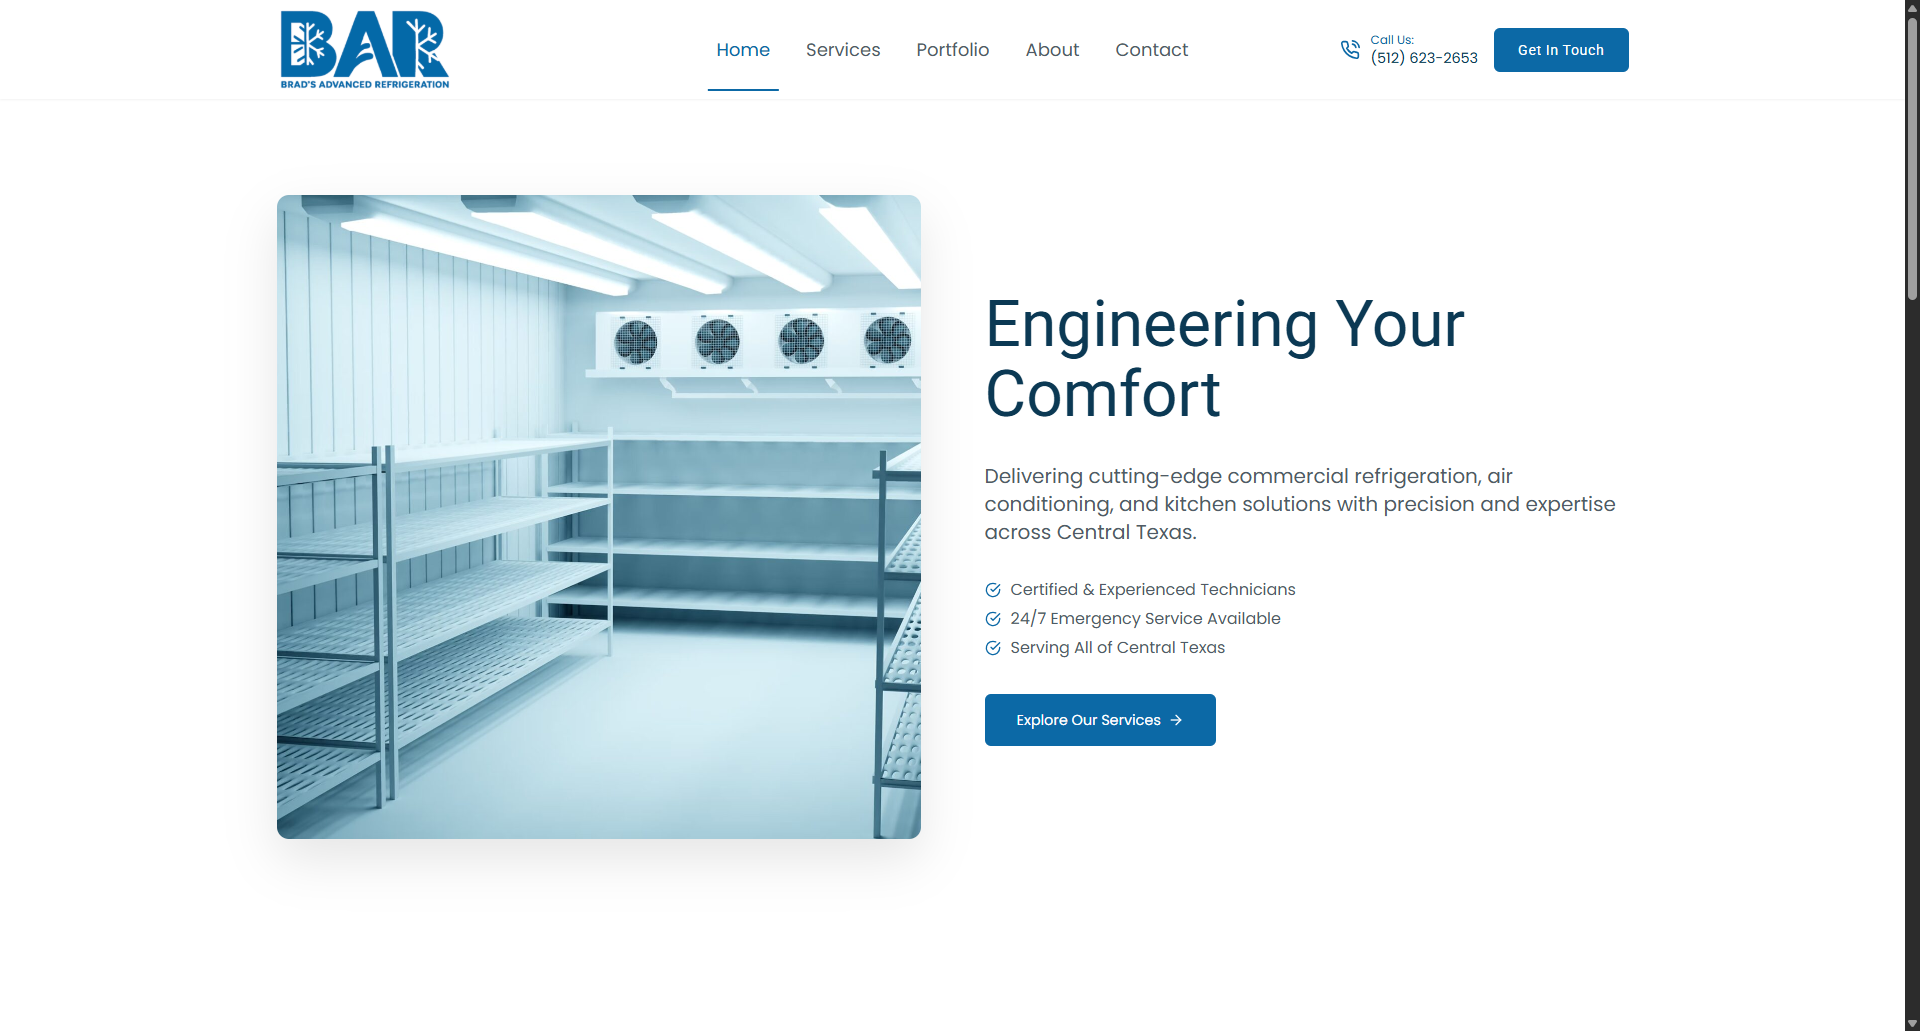 BAR
BRAD'S ADVANCED REFRIGERATION
Home
Services
Portfolio
About
Contact
Call Us:
(512) 623-2653
Get In Touch
Engineering Your
Comfort
Delivering cutting-edge commercial refrigeration, air
conditioning, and kitchen solutions with precision and expertise
across Central Texas.
Certified & Experienced Technicians
24/7 Emergency Service Available
Serving All of Central Texas
Explore Our Services